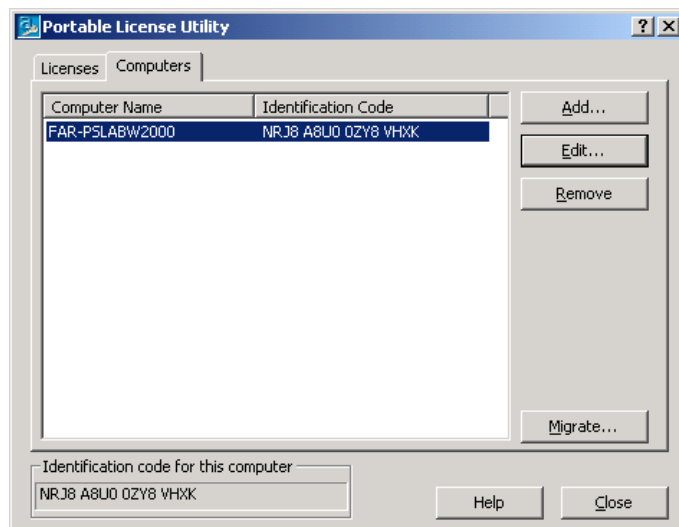 Portable License Utility
Licenses Computers
Computer Name Identification Code
FAR-PSLABW2000 NRJ8 A8U0 0ZY8 VHXK
Add...
Edit...
Remove
Migrate...
Identification code for this computer
NRJ8 A8U0 0ZY8 VHXK
Help Close